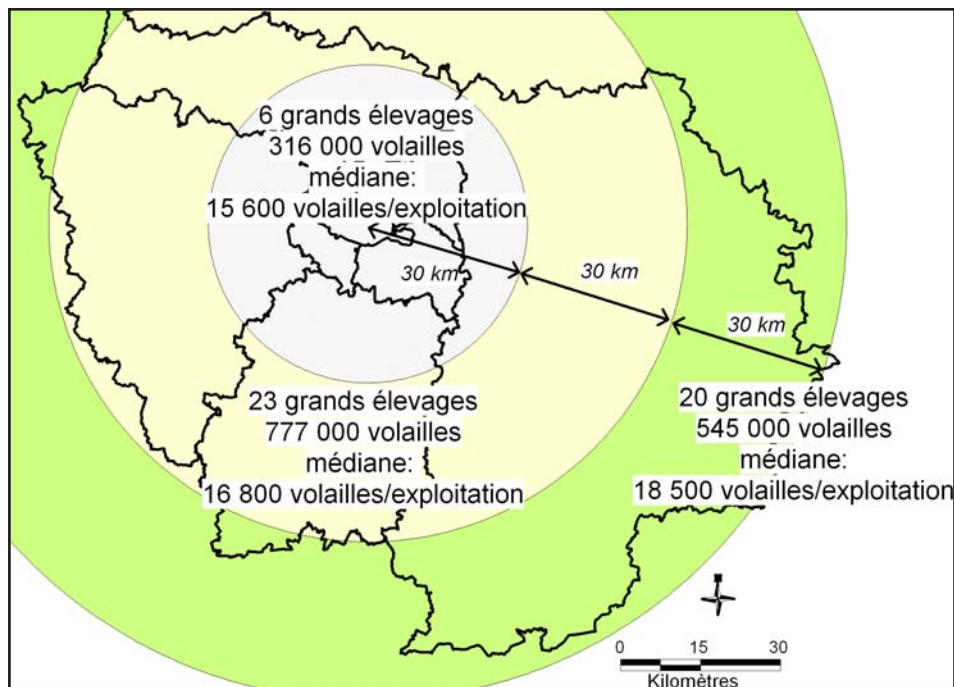 6 grands élevages
316 000 volailles
médiane:
15 600 volailles/exploitation
30 km
30 km
30 km
23 grands élevages
777 000 volailles
médiane:
16 800 volailles/exploitation
20 grands élevages
545 000 volailles
médiane:
18 500 volailles/exploitation
0 15 30
Kilomètres